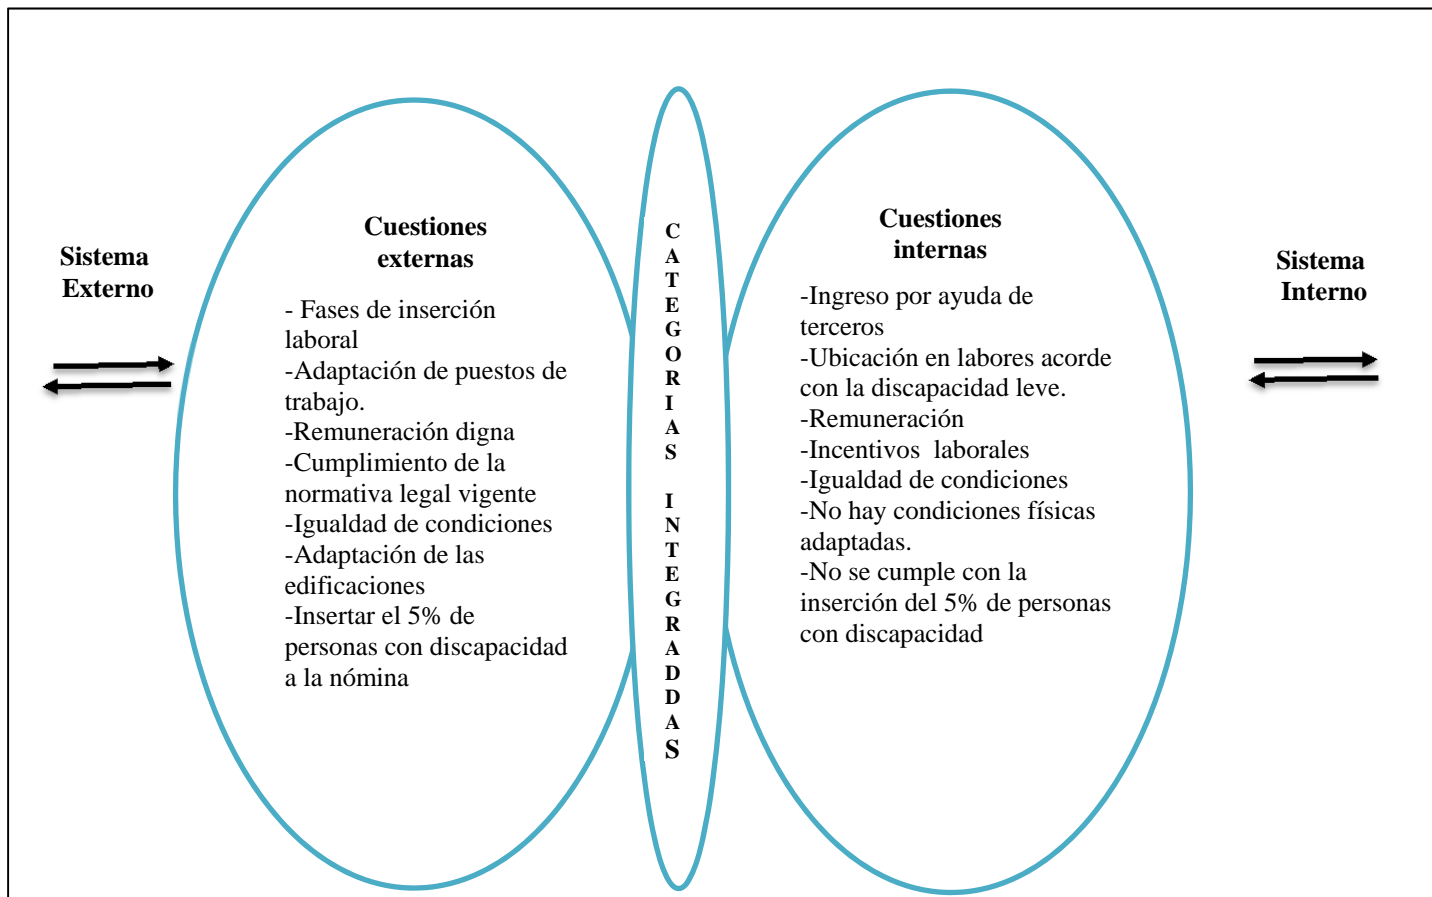 Sistema
Externo
Cuestiones
externas
- Fases de inserción
laboral
-Adaptación de puestos de
trabajo.
-Remuneración digna
-Cumplimiento de la
normativa legal vigente
-Igualdad de condiciones
-Adaptación de las
edificaciones
-Insertar el 5% de
personas con discapacidad
a la nómina
C
A
T
E
G
O
R
I
A
S
I
N
T
E
G
R
A
D
D
A
S
Cuestiones
internas
-Ingreso por ayuda de
terceros
-Ubicación en labores acorde
con la discapacidad leve.
-Remuneración
-Incentivos  laborales
-Igualdad de condiciones
-No hay condiciones físicas
adaptadas.
-No se cumple con la
inserción del 5% de personas
con discapacidad
Sistema
Interno